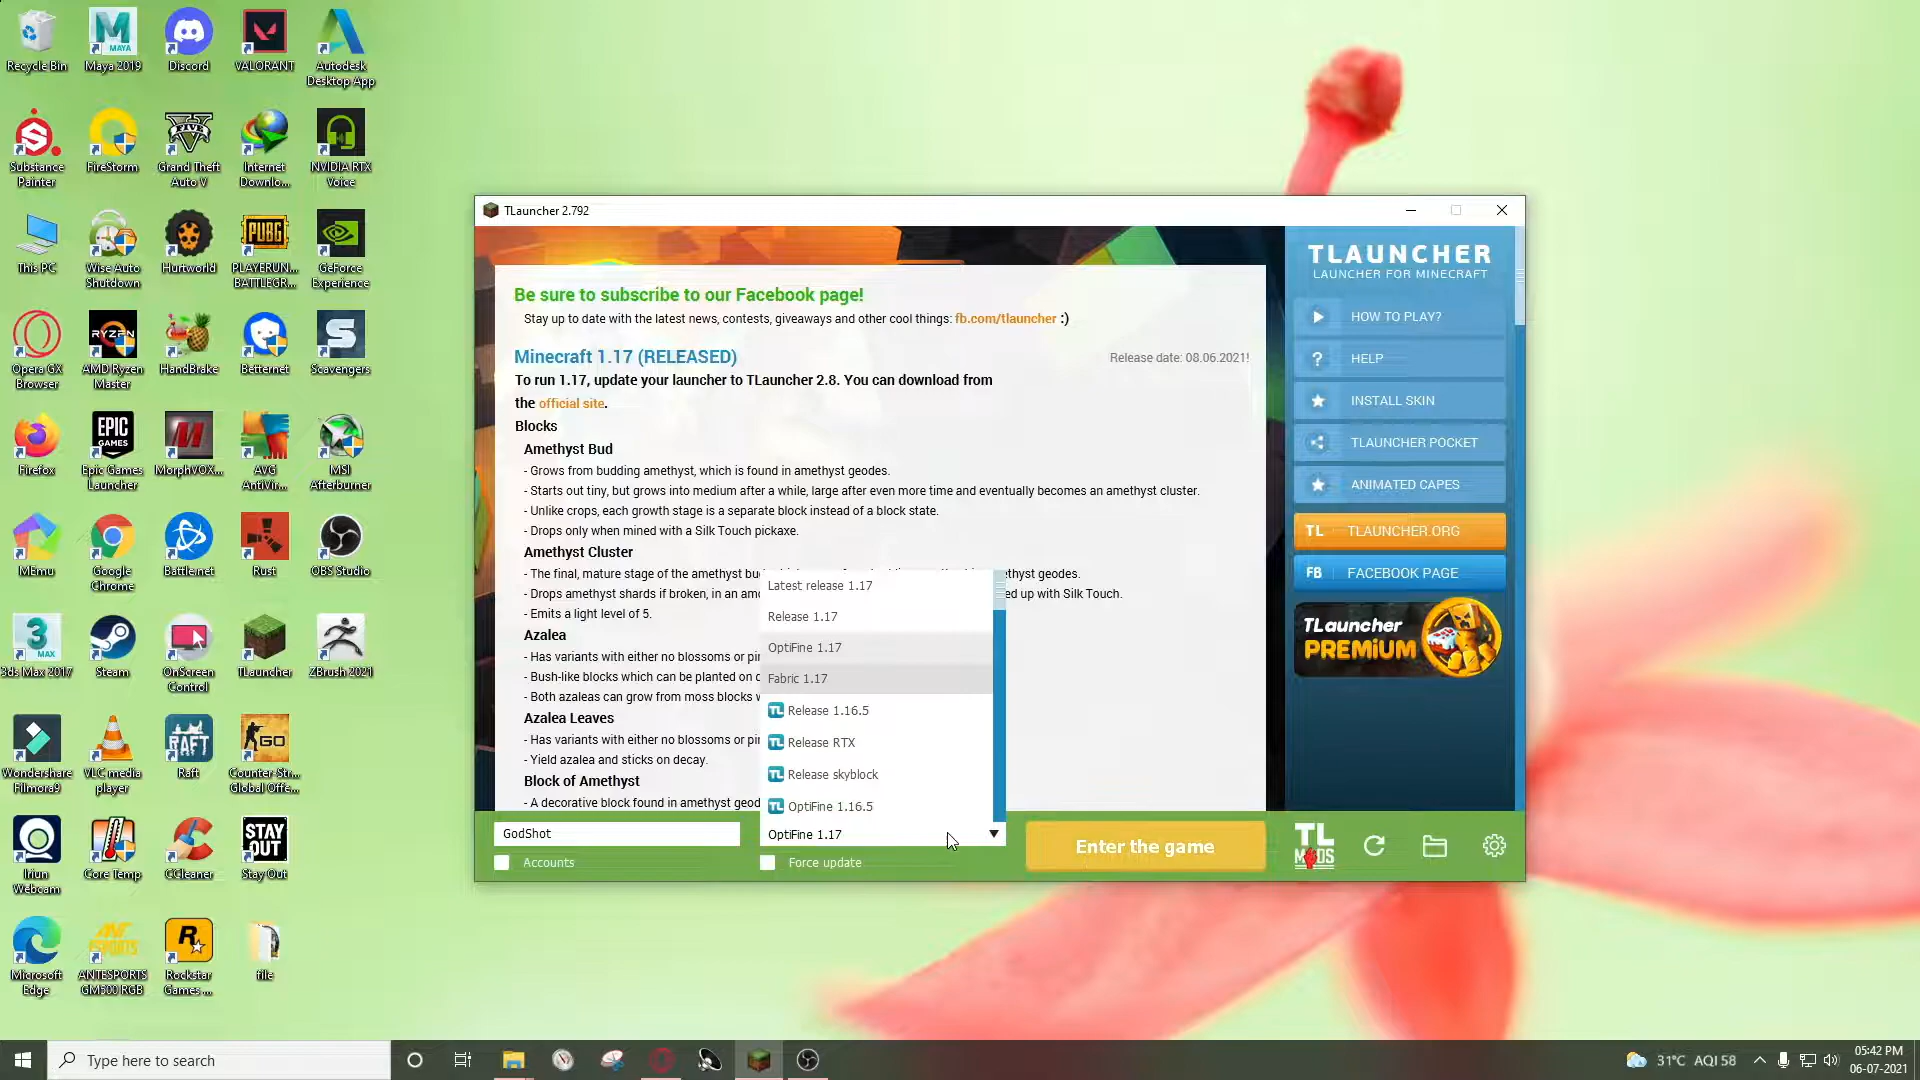 Recycle Bin
Maya 2019
Discord
VALORANT
Autodesk
Desktop App
Substance
Painter
FireStorm
Grand Theft
Auto V
Internet
Downlo...
NVIDIA RTX
Voice
This PC
Wise Auto
Shutdown
Hurtworld
PLAYERUN...
BATTLEGR...
GeForce
Experience
Opera GX
Browser
AMD Ryzen
Master
HandBrake
Betternet
Scavengers
Firefox
Epic Games
Launcher
MorphVOX...
AVG
AntiVir...
MSI
Afterburner
MEmu
Google
Chrome
Battle.net
Rust
OBS Studio
3ds Max 2017
Steam
OnScreen
Control
TLauncher
ZBrush 2021
Wondershare
Filmora9
VLC media
player
Raft
Counter-Str...
Global Offe...
Iriun
Webcam
Core Temp
CCleaner
Stay Out
Microsoft
Edge
ANTESPORTS
GM500 RGB
Rockstar
Games ...
file
TLauncher 2.792
Be sure to subscribe to our Facebook page!
Stay up to date with the latest news, contests, giveaways and other cool things: fb.com/tlauncher :)
Minecraft 1.17 (RELEASED)
Release date: 08.06.2021!
To run 1.17, update your launcher to TLauncher 2.8. You can download from
the official site.
Blocks
Amethyst Bud
- Grows from budding amethyst, which is found in amethyst geodes.
- Starts out tiny, but grows into medium after a while, large after even more time and eventually becomes an amethyst cluster.
- Unlike crops, each growth stage is a separate block instead of a block state.
- Drops only when mined with a Silk Touch pickaxe.
Amethyst Cluster
- The final, mature stage of the amethyst bu
thyst geodes.
- Drops amethyst shards if broken, in an amo
ed up with Silk Touch.
- Emits a light level of 5.
Azalea
- Has variants with either no blossoms or pi
- Bush-like blocks which can be planted on
- Both azaleas can grow from moss blocks
Azalea Leaves
- Has variants with either no blossoms or pi
- Yield azalea and sticks on decay.
Block of Amethyst
- A decorative block found in amethyst geod
Latest release 1.17
Release 1.17
OptiFine 1.17
Fabric 1.17
TL Release 1.16.5
TL Release RTX
TL Release skyblock
TL OptiFine 1.16.5
OptiFine 1.17
GodShot
Accounts
Force update
Enter the game
TL
MODS
TLAUNCHER
LAUNCHER FOR MINECRAFT
HOW TO PLAY?
? HELP
INSTALL SKIN
TLAUNCHER POCKET
ANIMATED CAPES
TL TLAUNCHER.ORG
FB FACEBOOK PAGE
TLauncher
PREMIUM
Type here to search
31°C AQI 58
05:42 PM
06-07-2021